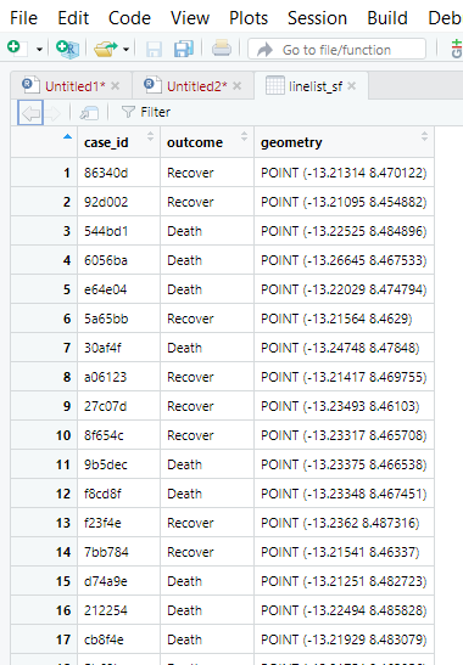 File Edit Code View Plots Session Build Deb
Go to file/function
Untitled1* Untitled2* linelist_sf
Filter
case_id outcome geometry
1 86340d Recover POINT (-13.21314 8.470122)
2 92d002 Recover POINT (-13.21095 8.454882)
3 544bd1 Death POINT (-13.22525 8.484896)
4 6056ba Death POINT (-13.26645 8.467533)
5 e64e04 Death POINT (-13.22029 8.474794)
6 5a65bb Recover POINT (-13.21564 8.4629)
7 30af4f Death POINT (-13.24748 8.47848)
8 a06123 Recover POINT (-13.21417 8.469755)
9 27c07d Recover POINT (-13.23493 8.46103)
10 8f654c Recover POINT (-13.23317 8.465708)
11 9b5dec Death POINT (-13.23375 8.466538)
12 f8cd8f Death POINT (-13.23348 8.467451)
13 f23f4e Recover POINT (-13.2362 8.487316)
14 7bb784 Recover POINT (-13.21541 8.46337)
15 d74a9e Death POINT (-13.21251 8.482723)
16 212254 Death POINT (-13.22494 8.485828)
17 cb8f4e Death POINT (-13.21929 8.483079)